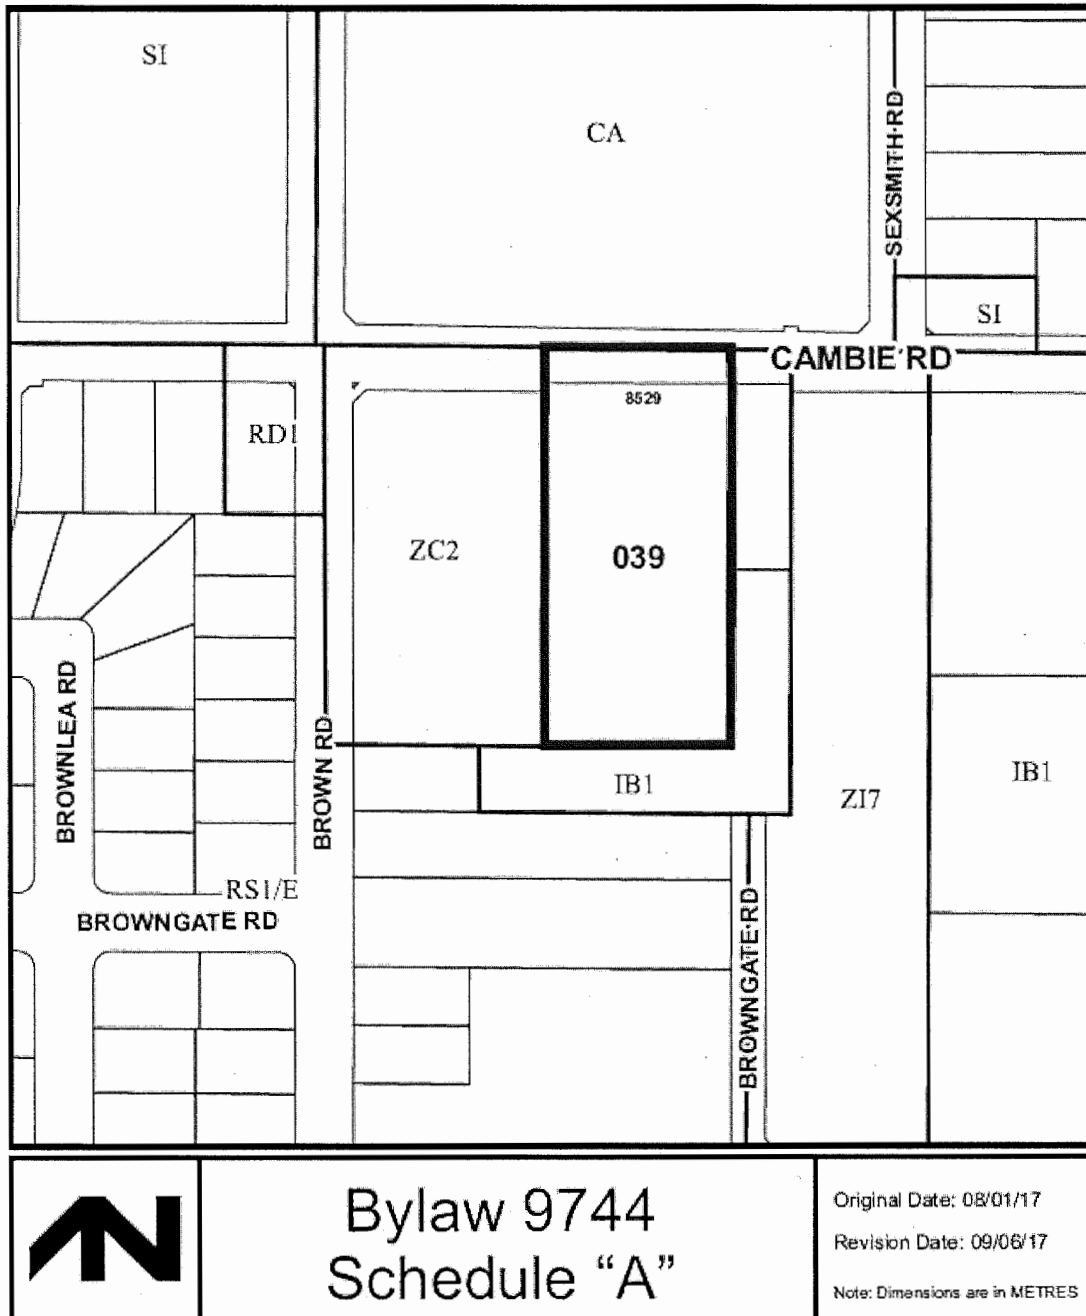 SI
CA
SEXSMITH RD
SI
CAMBIE RD
8529
RD1
ZC2
039
BROWNLEA RD
BROWN RD
IB1
ZI7
IB1
RS1/E
BROWNGATE RD
BROWNGATE RD
Bylaw 9744
Schedule “A”
Original Date: 08/01/17
Revision Date: 09/06/17
Note: Dimensions are in METRES